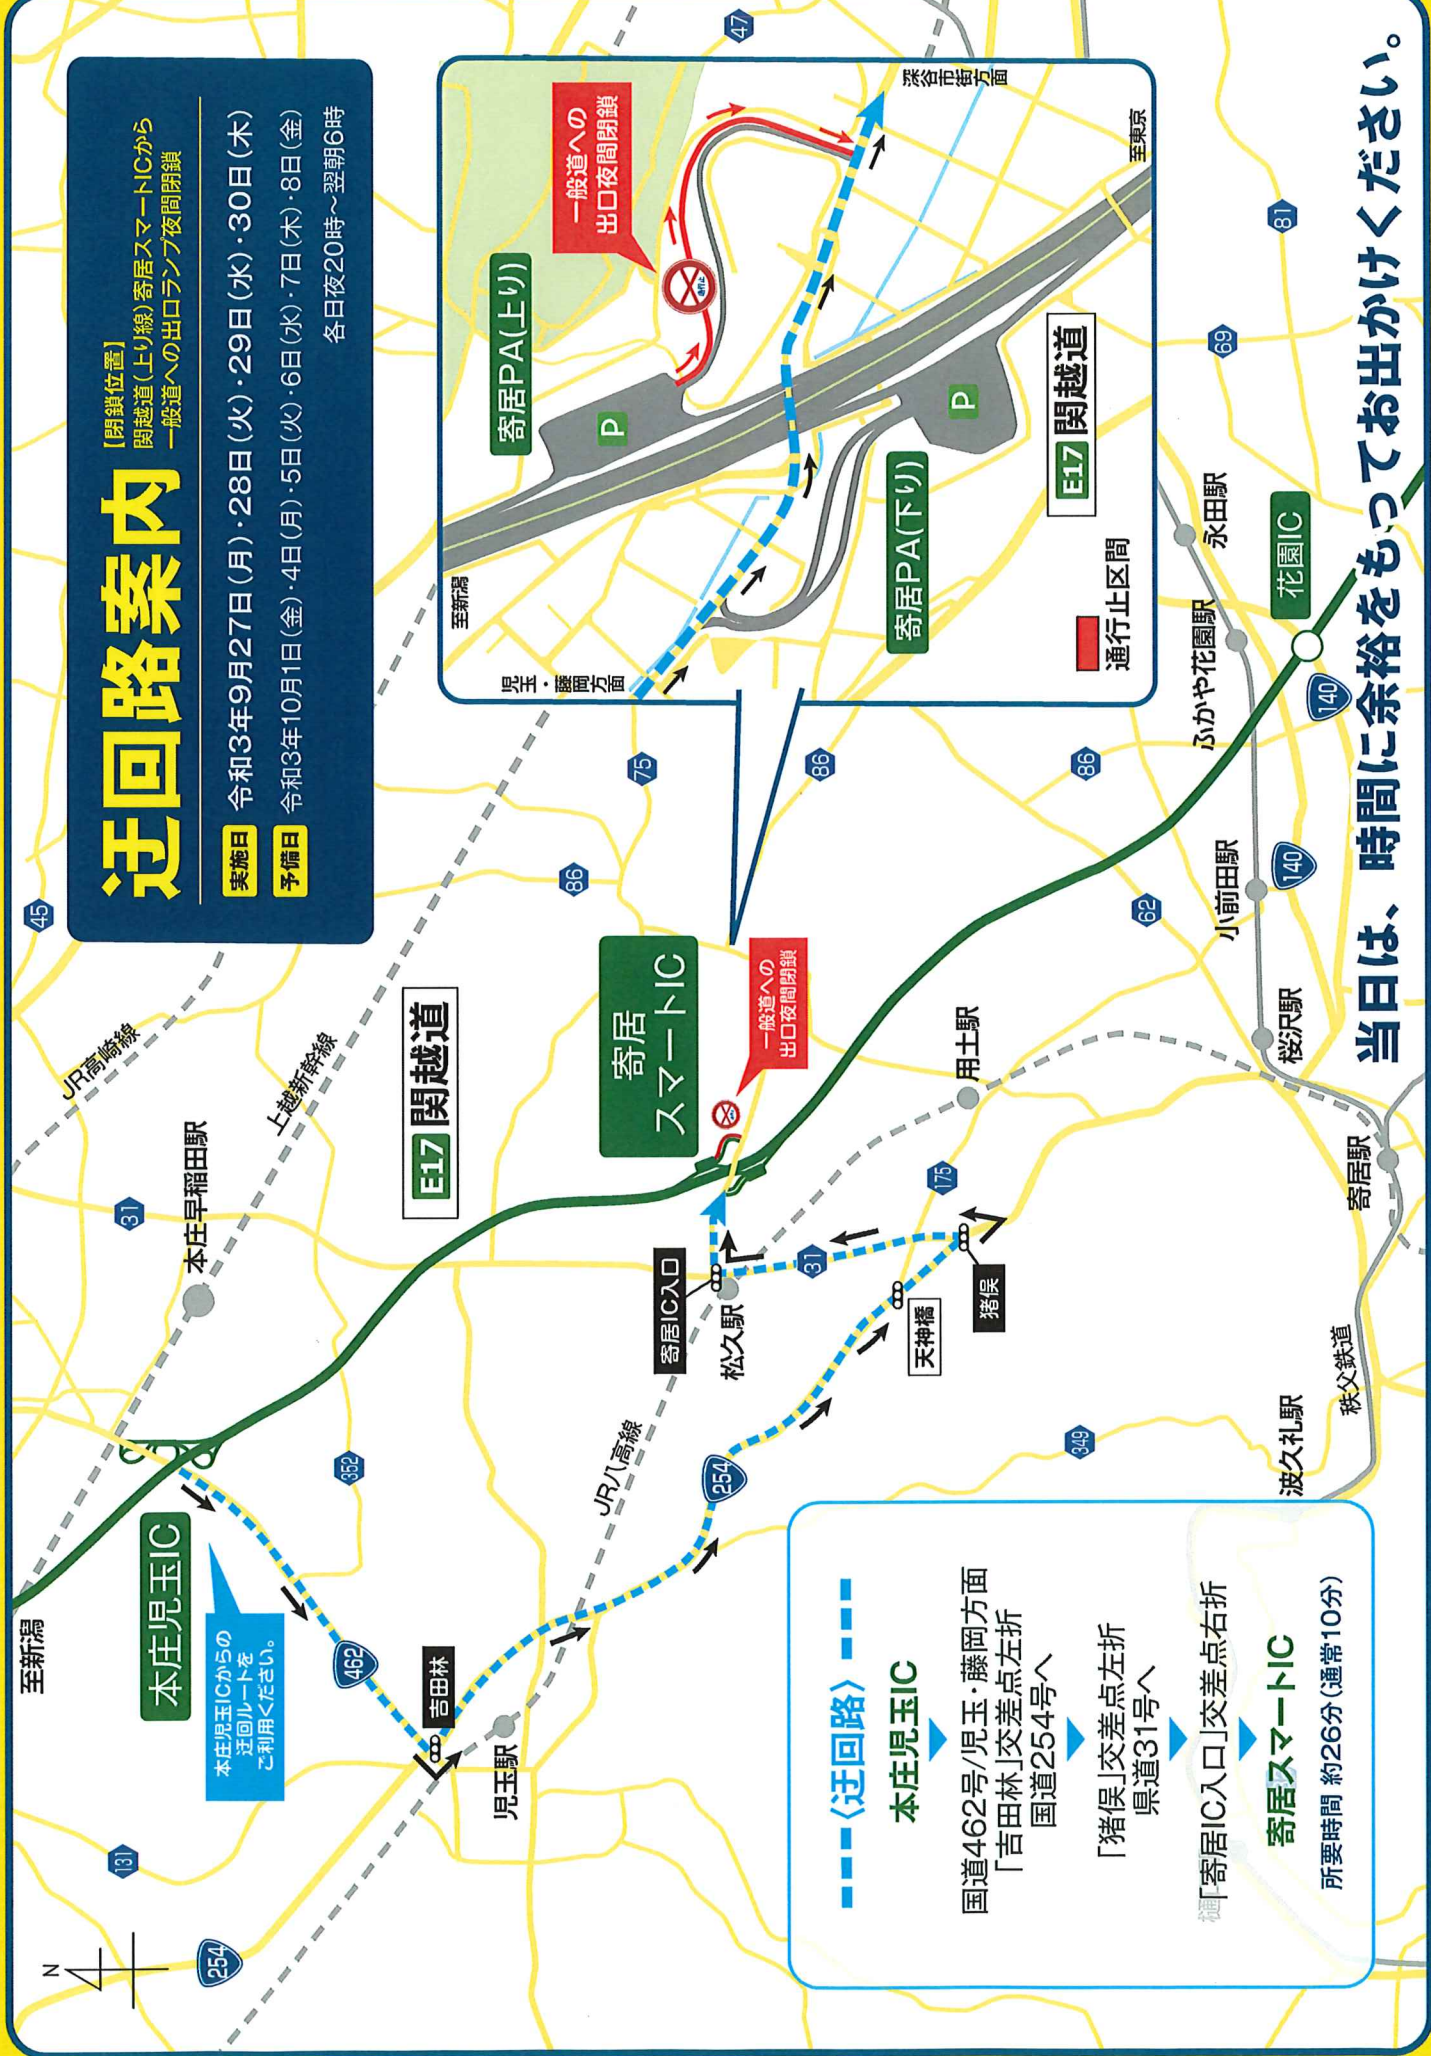 迂回路案内
【閉鎖位置】
関越道(上り線)寄居スマートICから
一般道への出口ランプ夜間閉鎖
実施日 令和3年9月27日(月)・28日(火)・29日(水)・30日(木)
予備日 令和3年10月1日(金)・4日(月)・5日(火)・6日(水)・7日(木)・8日(金)
各日夜20時～翌朝6時
N
254
131
至新潟
本庄児玉IC
本庄児玉ICからの
迂回ルートを
ご利用ください。
462
吉田林
児玉駅
352
31
本庄早稲田駅
JR高崎線
上越新幹線
45
E17 関越道
JR八高線
254
寄居IC入口
松久駅
31
天神橋
猪俣
175
349
寄居
スマートIC
一般道への
出口夜間閉鎖
用土駅
86
75
86
86
62
47
69
81
140
140
寄居駅
桜沢駅
小前田駅
ふかや花園駅
永田駅
花園IC
波久礼駅
秩父鉄道
至新潟
児玉・藤岡方面
寄居PA(上り)
P
一般道への
出口夜間閉鎖
深谷市街方面
至東京
寄居PA(下り)
P
E17 関越道
通行止区間
〈迂回路〉
本庄児玉IC
国道462号/児玉・藤岡方面
「吉田林」交差点左折
国道254号へ
「猪俣」交差点左折
県道31号へ
「寄居IC入口」交差点右折
寄居スマートIC
所要時間 約26分(通常10分)
当日は、時間に余裕をもってお出かけください。